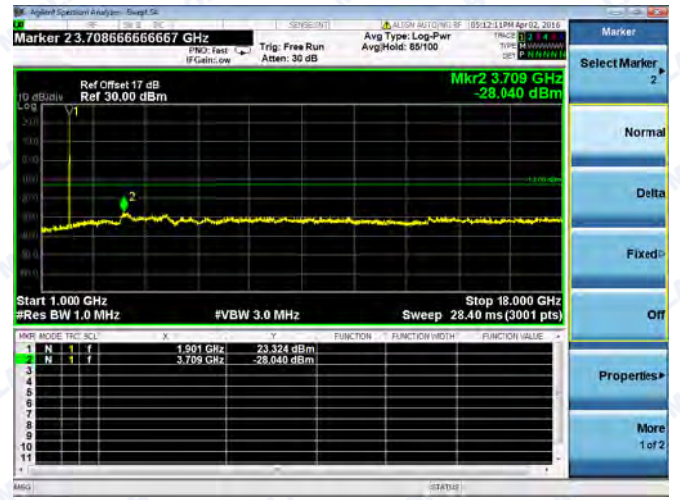 Agilent Spectrum Analyzer - Swept SA
SENSE:INT
ALIGN AUTO/NO RF
05:12:11PM Apr 02, 2016
Marker
Marker 2 3.708666666667 GHz
PNO: Fast
IFGain:Low
Trig: Free Run
Atten: 30 dB
Avg Type: Log-Pwr
Avg|Hold: 85/100
TRACE 1 2 3 4 5 6
TYPE M
DET P N N N N N
Select Marker
2
Ref Offset 17 dB
10 dB/div Ref 30.00 dBm
Log
Mkr2 3.709 GHz
-28.040 dBm
1
2
Normal
Delta
Fixed
Off
Start 1.000 GHz
Stop 18.000 GHz
#Res BW 1.0 MHz
#VBW 3.0 MHz
Sweep 28.40 ms (3001 pts)
MKR MODE TRC SCL X Y FUNCTION FUNCTION WIDTH FUNCTION VALUE
1 N 1 f 1.901 GHz 23.324 dBm
2 N 1 f 3.709 GHz -28.040 dBm
3
4
5
6
7
8
9
10
11
Properties
More
1 of 2
MSG
STATUS